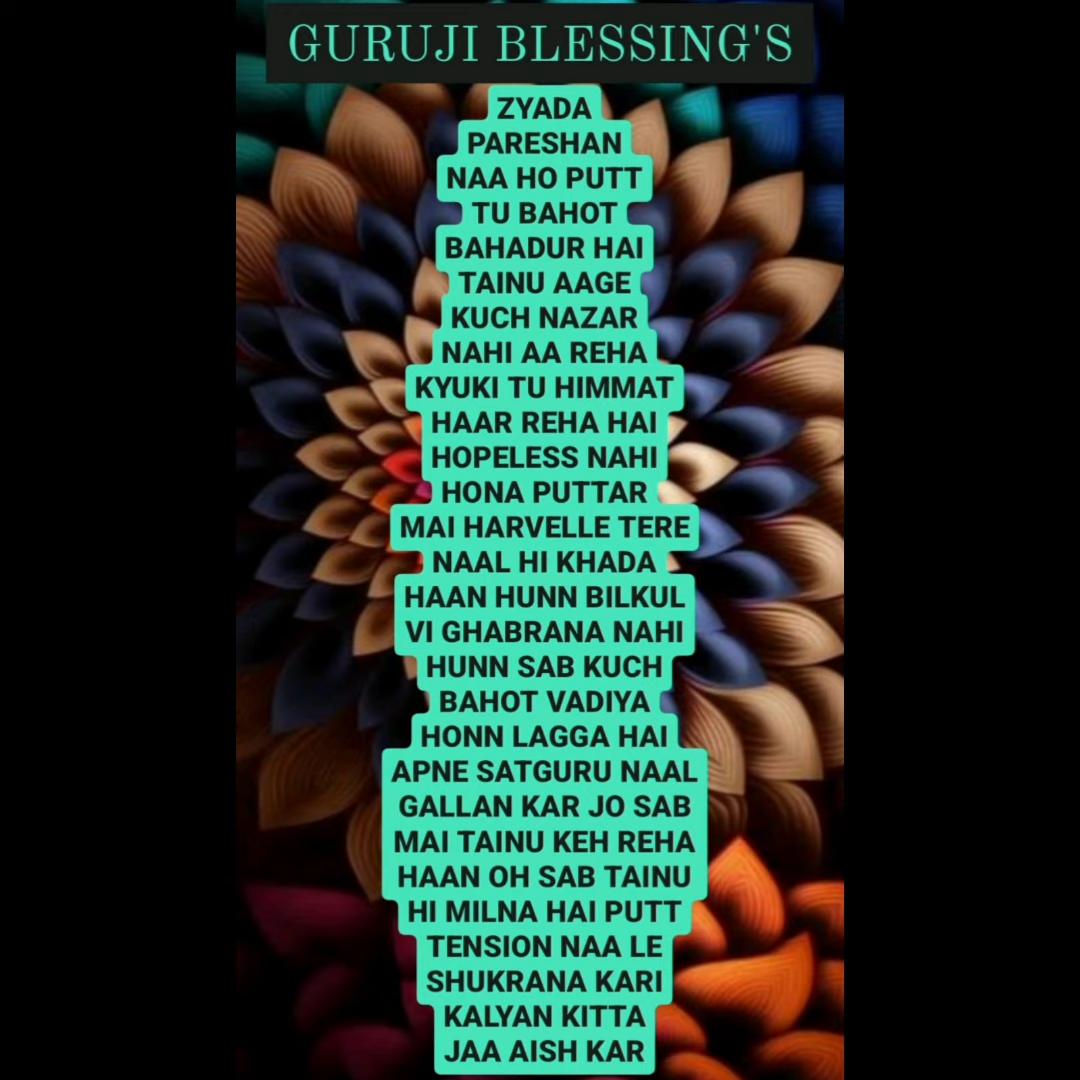 GURUJI BLESSING'S
ZYADA
PARESHAN
NAA HO PUTT
TU BAHOT
BAHADUR HAI
TAINU AAGE
KUCH NAZAR
NAHI AA REHA
KYUKI TU HIMMAT
HAAR REHA HAI
HOPELESS NAHI
HONA PUTTAR
MAI HARVELLE TERE
NAAL HI KHADA
HAAN HUNN BILKUL
VI GHABRANA NAHI
HUNN SAB KUCH
BAHOT VADIYA
HONN LAGGA HAI
APNE SATGURU NAAL
GALLAN KAR JO SAB
MAI TAINU KEH REHA
HAAN OH SAB TAINU
HI MILNA HAI PUTT
TENSION NAA LE
SHUKRANA KARI
KALYAN KITTA
JAA AISH KAR